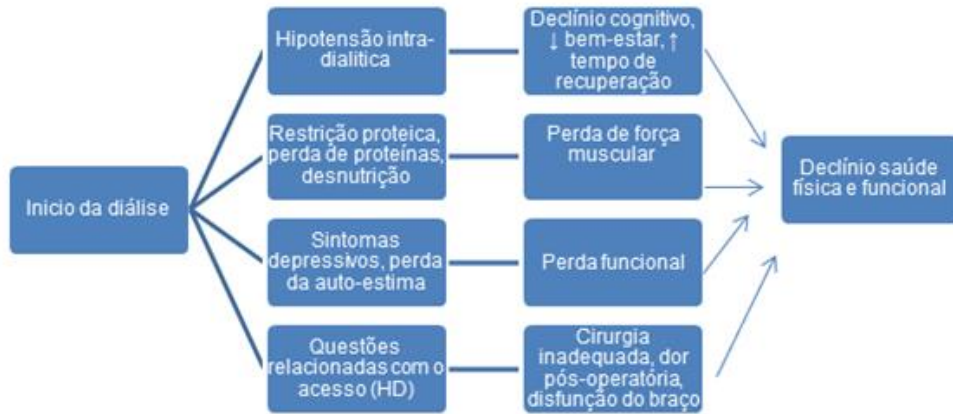 Inicio da diálise
Hipotensão intra-
dialitica
Declínio cognitivo,
↓ bem-estar, ↑
tempo de
recuperação
Restrição proteica,
perda de proteínas,
desnutrição
Perda de força
muscular
Sintomas
depressivos, perda
da auto-estima
Perda funcional
Questões
relacionadas com o
acesso (HD)
Cirurgia
inadequada, dor
pós-operatória,
disfunção do braço
Declínio saúde
física e funcional